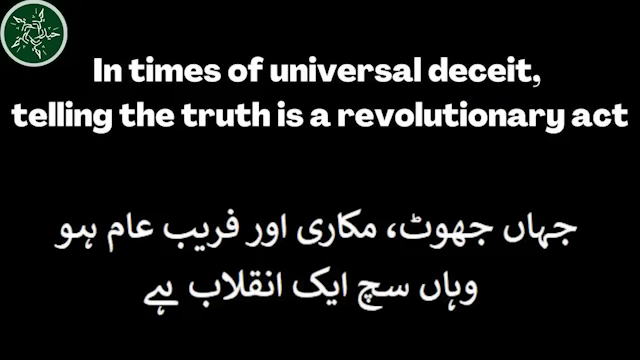 In times of universal deceit,
telling the truth is a revolutionary act
جہاں جھوٹ، مکاری اور فریب عام ہو
وہاں سچ ایک انقلاب ہے